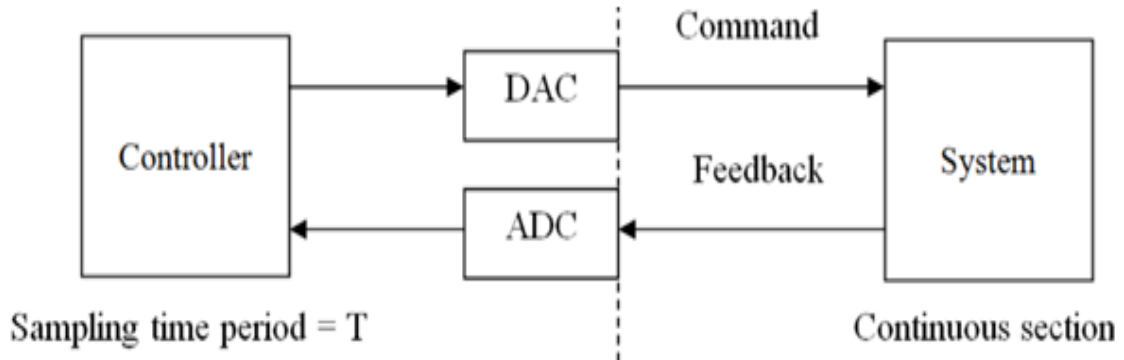 Command
DAC
Controller
System
Feedback
ADC
Sampling time period = T
Continuous section